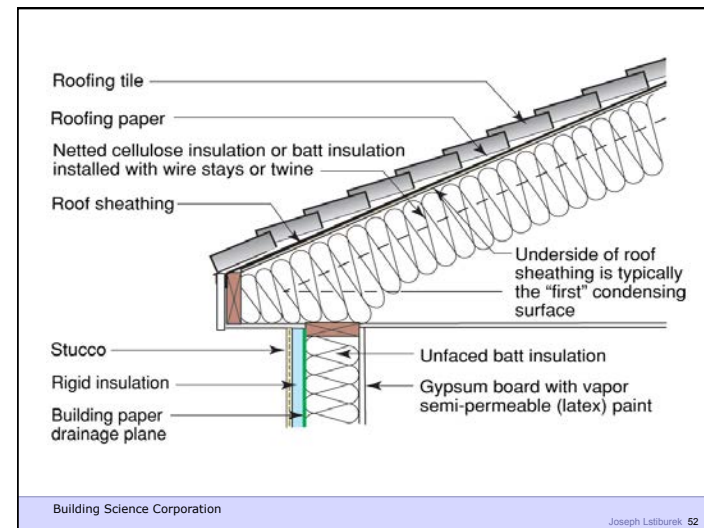 Roofing tile
Roofing paper
Netted cellulose insulation or batt insulation
installed with wire stays or twine
Roof sheathing
Underside of roof
sheathing is typically
the “first” condensing
surface
Stucco
Rigid insulation
Building paper
drainage plane
Unfaced batt insulation
Gypsum board with vapor
semi-permeable (latex) paint
Building Science Corporation
Joseph Lstiburek 52